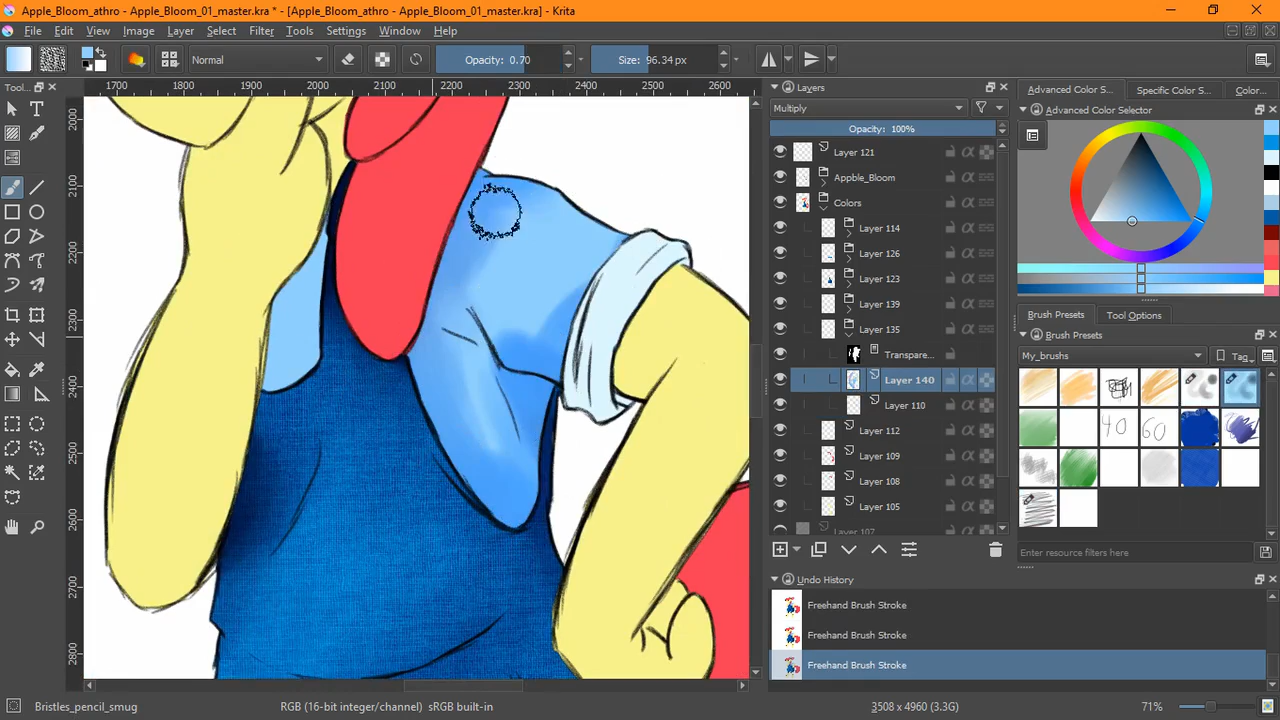 Apple_Bloom_athro - Apple_Bloom_01_master.kra * - [Apple_Bloom_athro - Apple_Bloom_01_master.kra] - Krita
File Edit View Image Layer Select Filter Tools Settings Window Help
Normal Opacity: 0.70 Size: 96.34 px
Tool...
1700 1800 1900 2000 2100 2200 2300 2400 2500 2600
2000
2100
2200
2300
2400
2500
2600
2700
2800
Layers
Multiply
Opacity: 100%
Layer 121
Appble_Bloom
Colors
Layer 114
Layer 126
Layer 123
Layer 139
Layer 135
Transpare...
Layer 140
Layer 110
Layer 112
Layer 109
Layer 108
Layer 105
Layer 107
Undo History
Freehand Brush Stroke
Freehand Brush Stroke
Freehand Brush Stroke
Advanced Color S... Specific Color S... Color...
Advanced Color Selector
Brush Presets Tool Options
Brush Presets
My_brushes Tag
40 60
Enter resource filters here
Bristles_pencil_smug RGB (16-bit integer/channel) sRGB built-in 3508 x 4960 (3.3G) 71%